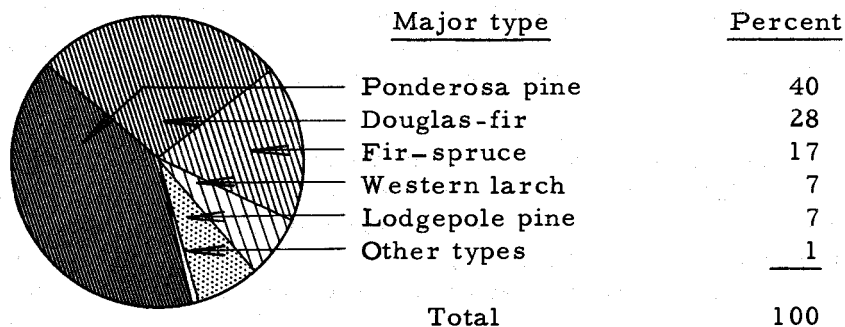 Major type Percent
Ponderosa pine 40
Douglas-fir 28
Fir-spruce 17
Western larch 7
Lodgepole pine 7
Other types 1
Total 100